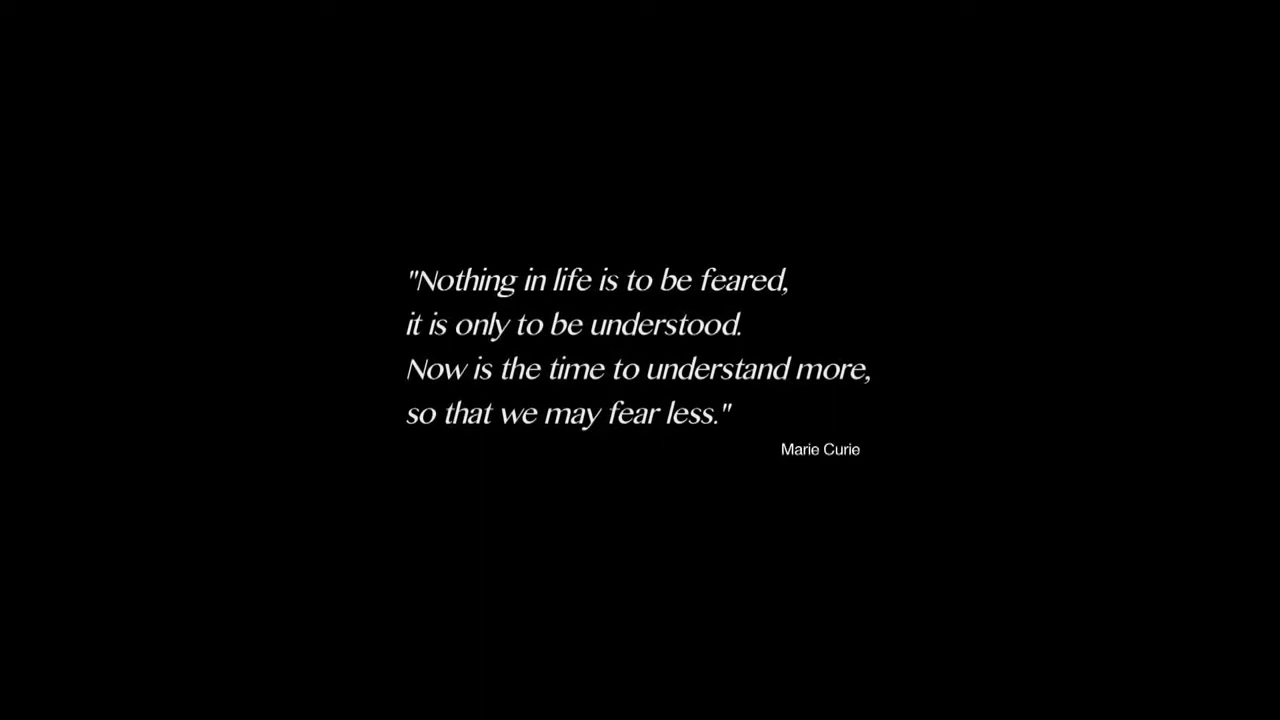 "Nothing in life is to be feared,
it is only to be understood.
Now is the time to understand more,
so that we may fear less."
Marie Curie